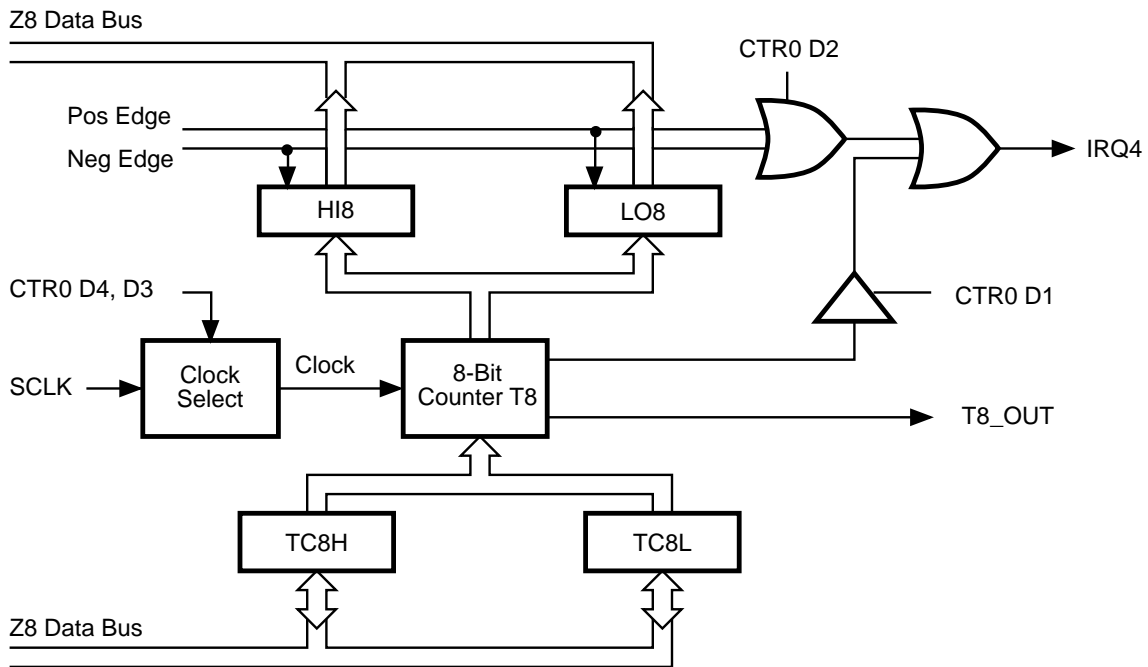 Z8 Data Bus
CTR0 D2
Pos Edge
Neg Edge
IRQ4
HI8
LO8
CTR0 D4, D3
CTR0 D1
SCLK
Clock
Select
Clock
8-Bit
Counter T8
T8_OUT
TC8H
TC8L
Z8 Data Bus